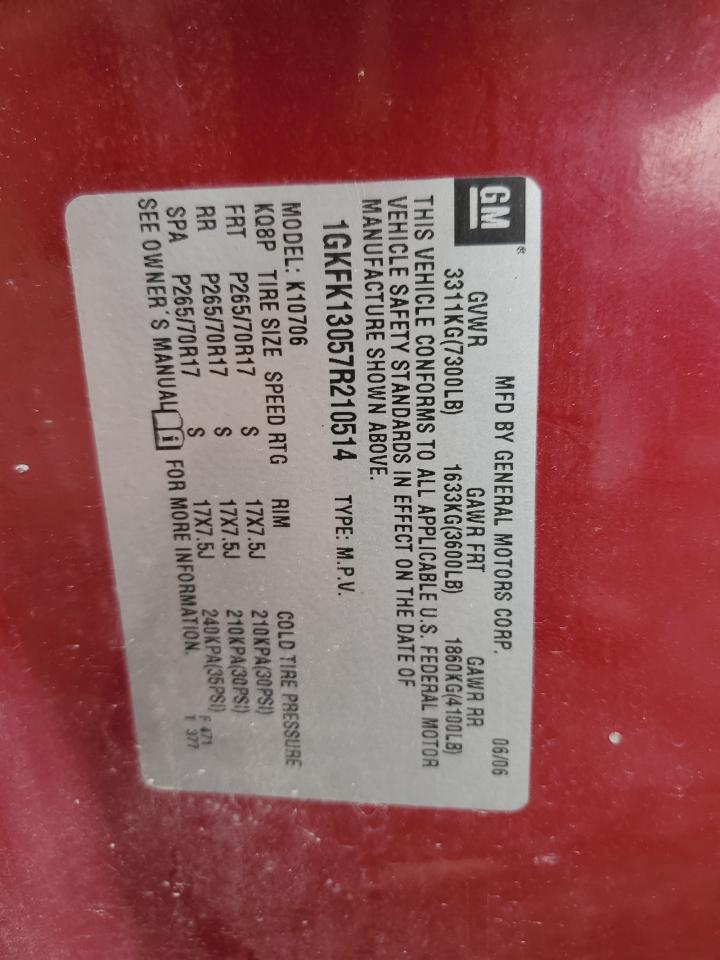 GM®
MFD BY GENERAL MOTORS CORP. 06/06
GVWR GAWR FRT GAWR RR
3311KG(7300LB) 1633KG(3600LB) 1860KG(4100LB)
THIS VEHICLE CONFORMS TO ALL APPLICABLE U.S. FEDERAL MOTOR
VEHICLE SAFETY STANDARDS IN EFFECT ON THE DATE OF
MANUFACTURE SHOWN ABOVE.
1GKFK13057R210514 TYPE: M.P.V.
MODEL: K10706
KQ8P TIRE SIZE SPEED RTG RIM COLD TIRE PRESSURE
FRT P265/70R17 S 17X7.5J 210KPA(30PSI)
RR P265/70R17 S 17X7.5J 210KPA(30PSI)
SPA P265/70R17 S 17X7.5J 240KPA(35PSI)
SEE OWNER'S MANUAL i FOR MORE INFORMATION.
F 471
T 377